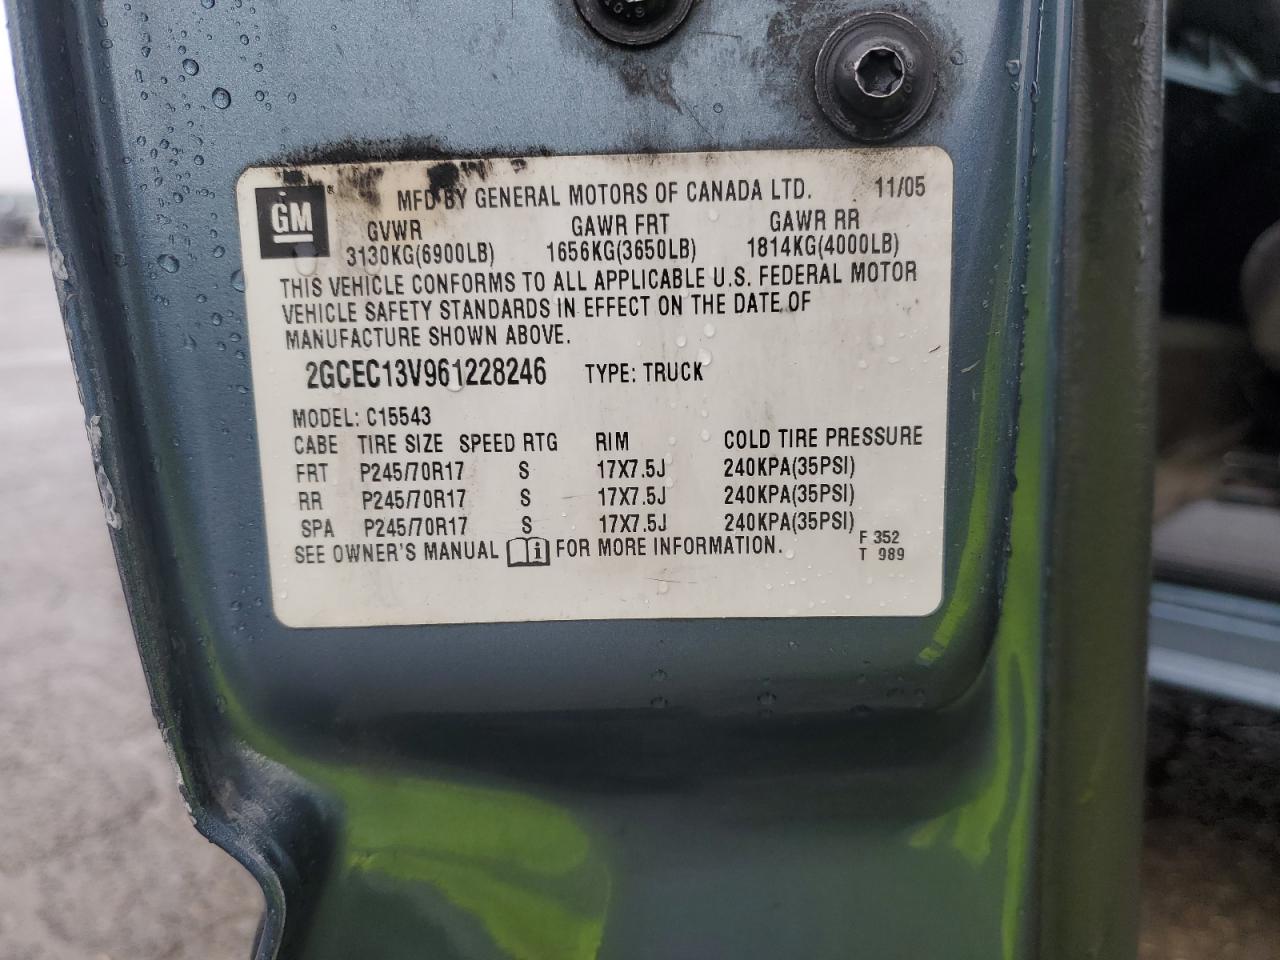 GM
MFD BY GENERAL MOTORS OF CANADA LTD. 11/05
GVWR GAWR FRT GAWR RR
3130KG(6900LB) 1656KG(3650LB) 1814KG(4000LB)
THIS VEHICLE CONFORMS TO ALL APPLICABLE U.S. FEDERAL MOTOR
VEHICLE SAFETY STANDARDS IN EFFECT ON THE DATE OF
MANUFACTURE SHOWN ABOVE.
2GCEC13V961228246 TYPE: TRUCK
MODEL: C15543
CABE TIRE SIZE SPEED RTG RIM COLD TIRE PRESSURE
FRT P245/70R17 S 17X7.5J 240KPA(35PSI)
RR P245/70R17 S 17X7.5J 240KPA(35PSI)
SPA P245/70R17 S 17X7.5J 240KPA(35PSI)
SEE OWNER'S MANUAL i FOR MORE INFORMATION.
F 352
T 989